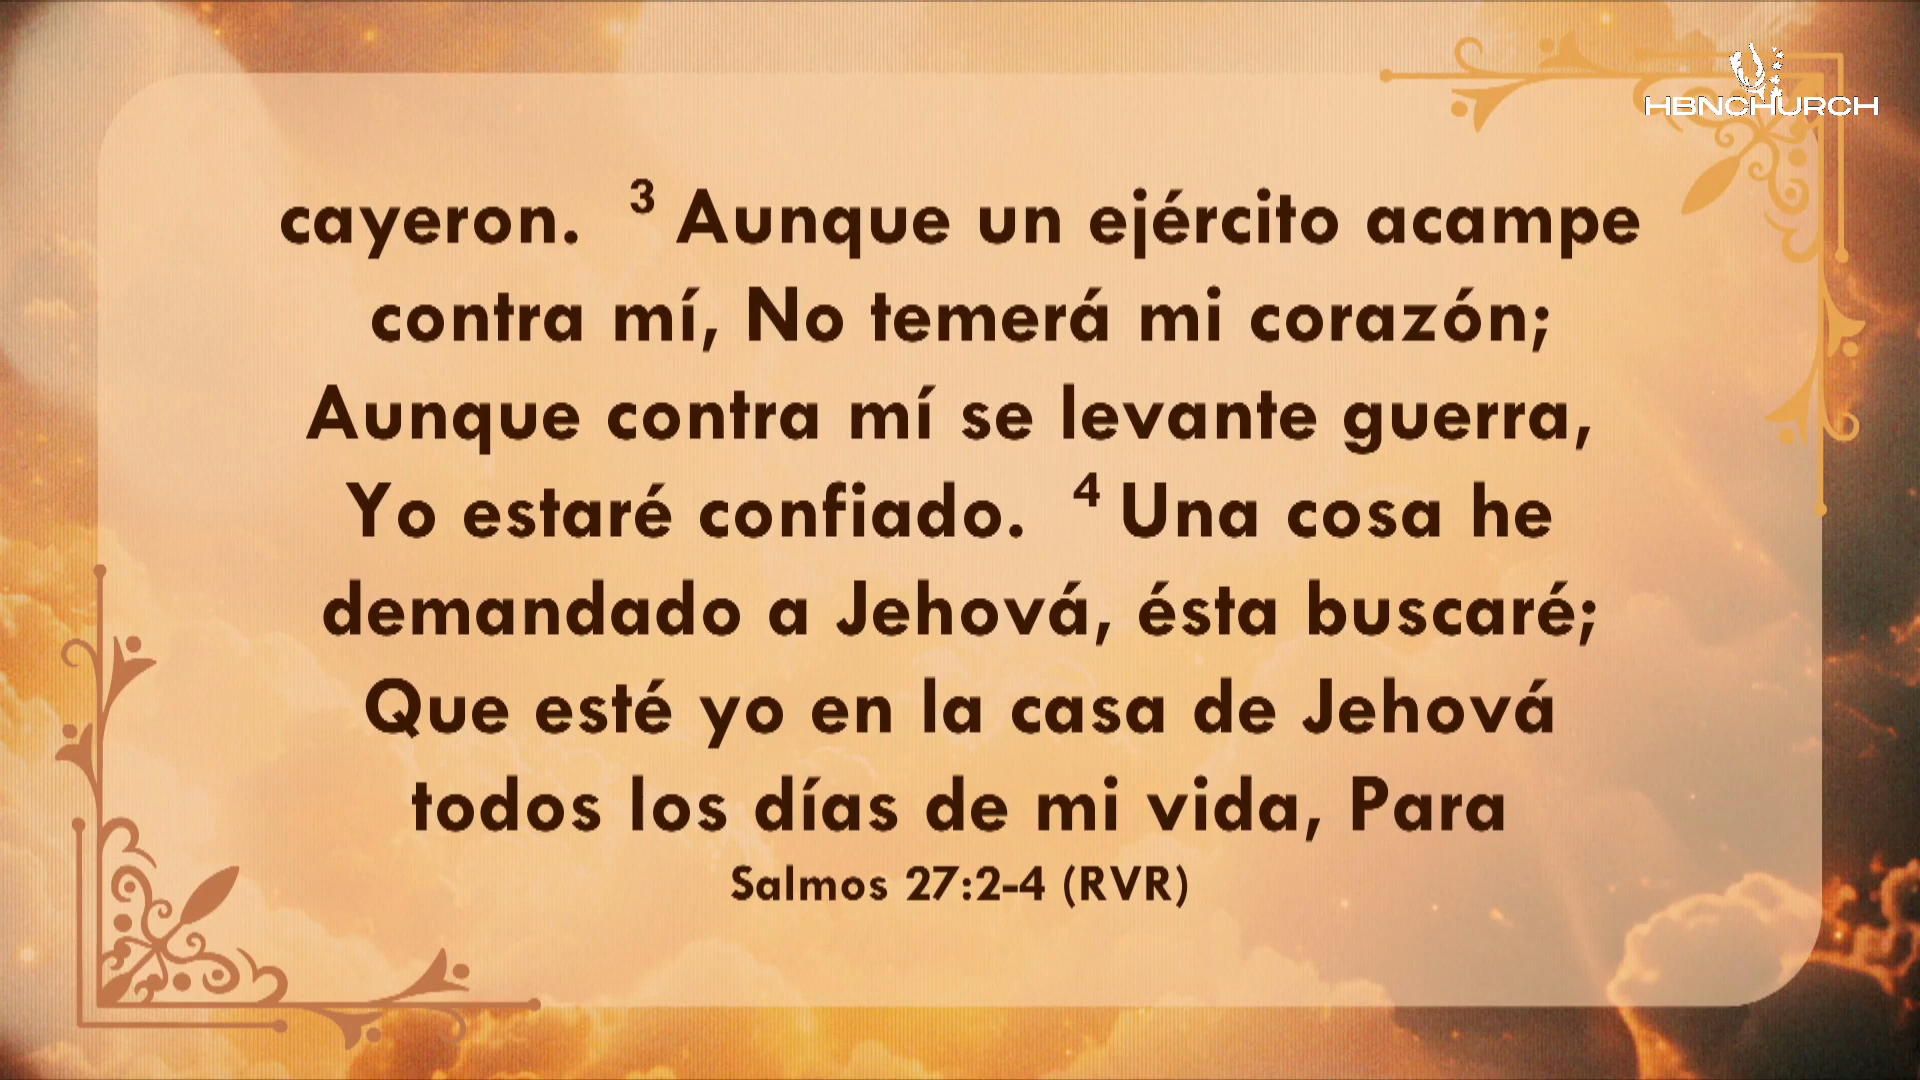 HBNCHURCH
cayeron. 3 Aunque un ejército acampe
contra mí, No temerá mi corazón;
Aunque contra mí se levante guerra,
Yo estaré confiado. 4 Una cosa he
demandado a Jehová, ésta buscaré;
Que esté yo en la casa de Jehová
todos los días de mi vida, Para
Salmos 27:2-4 (RVR)